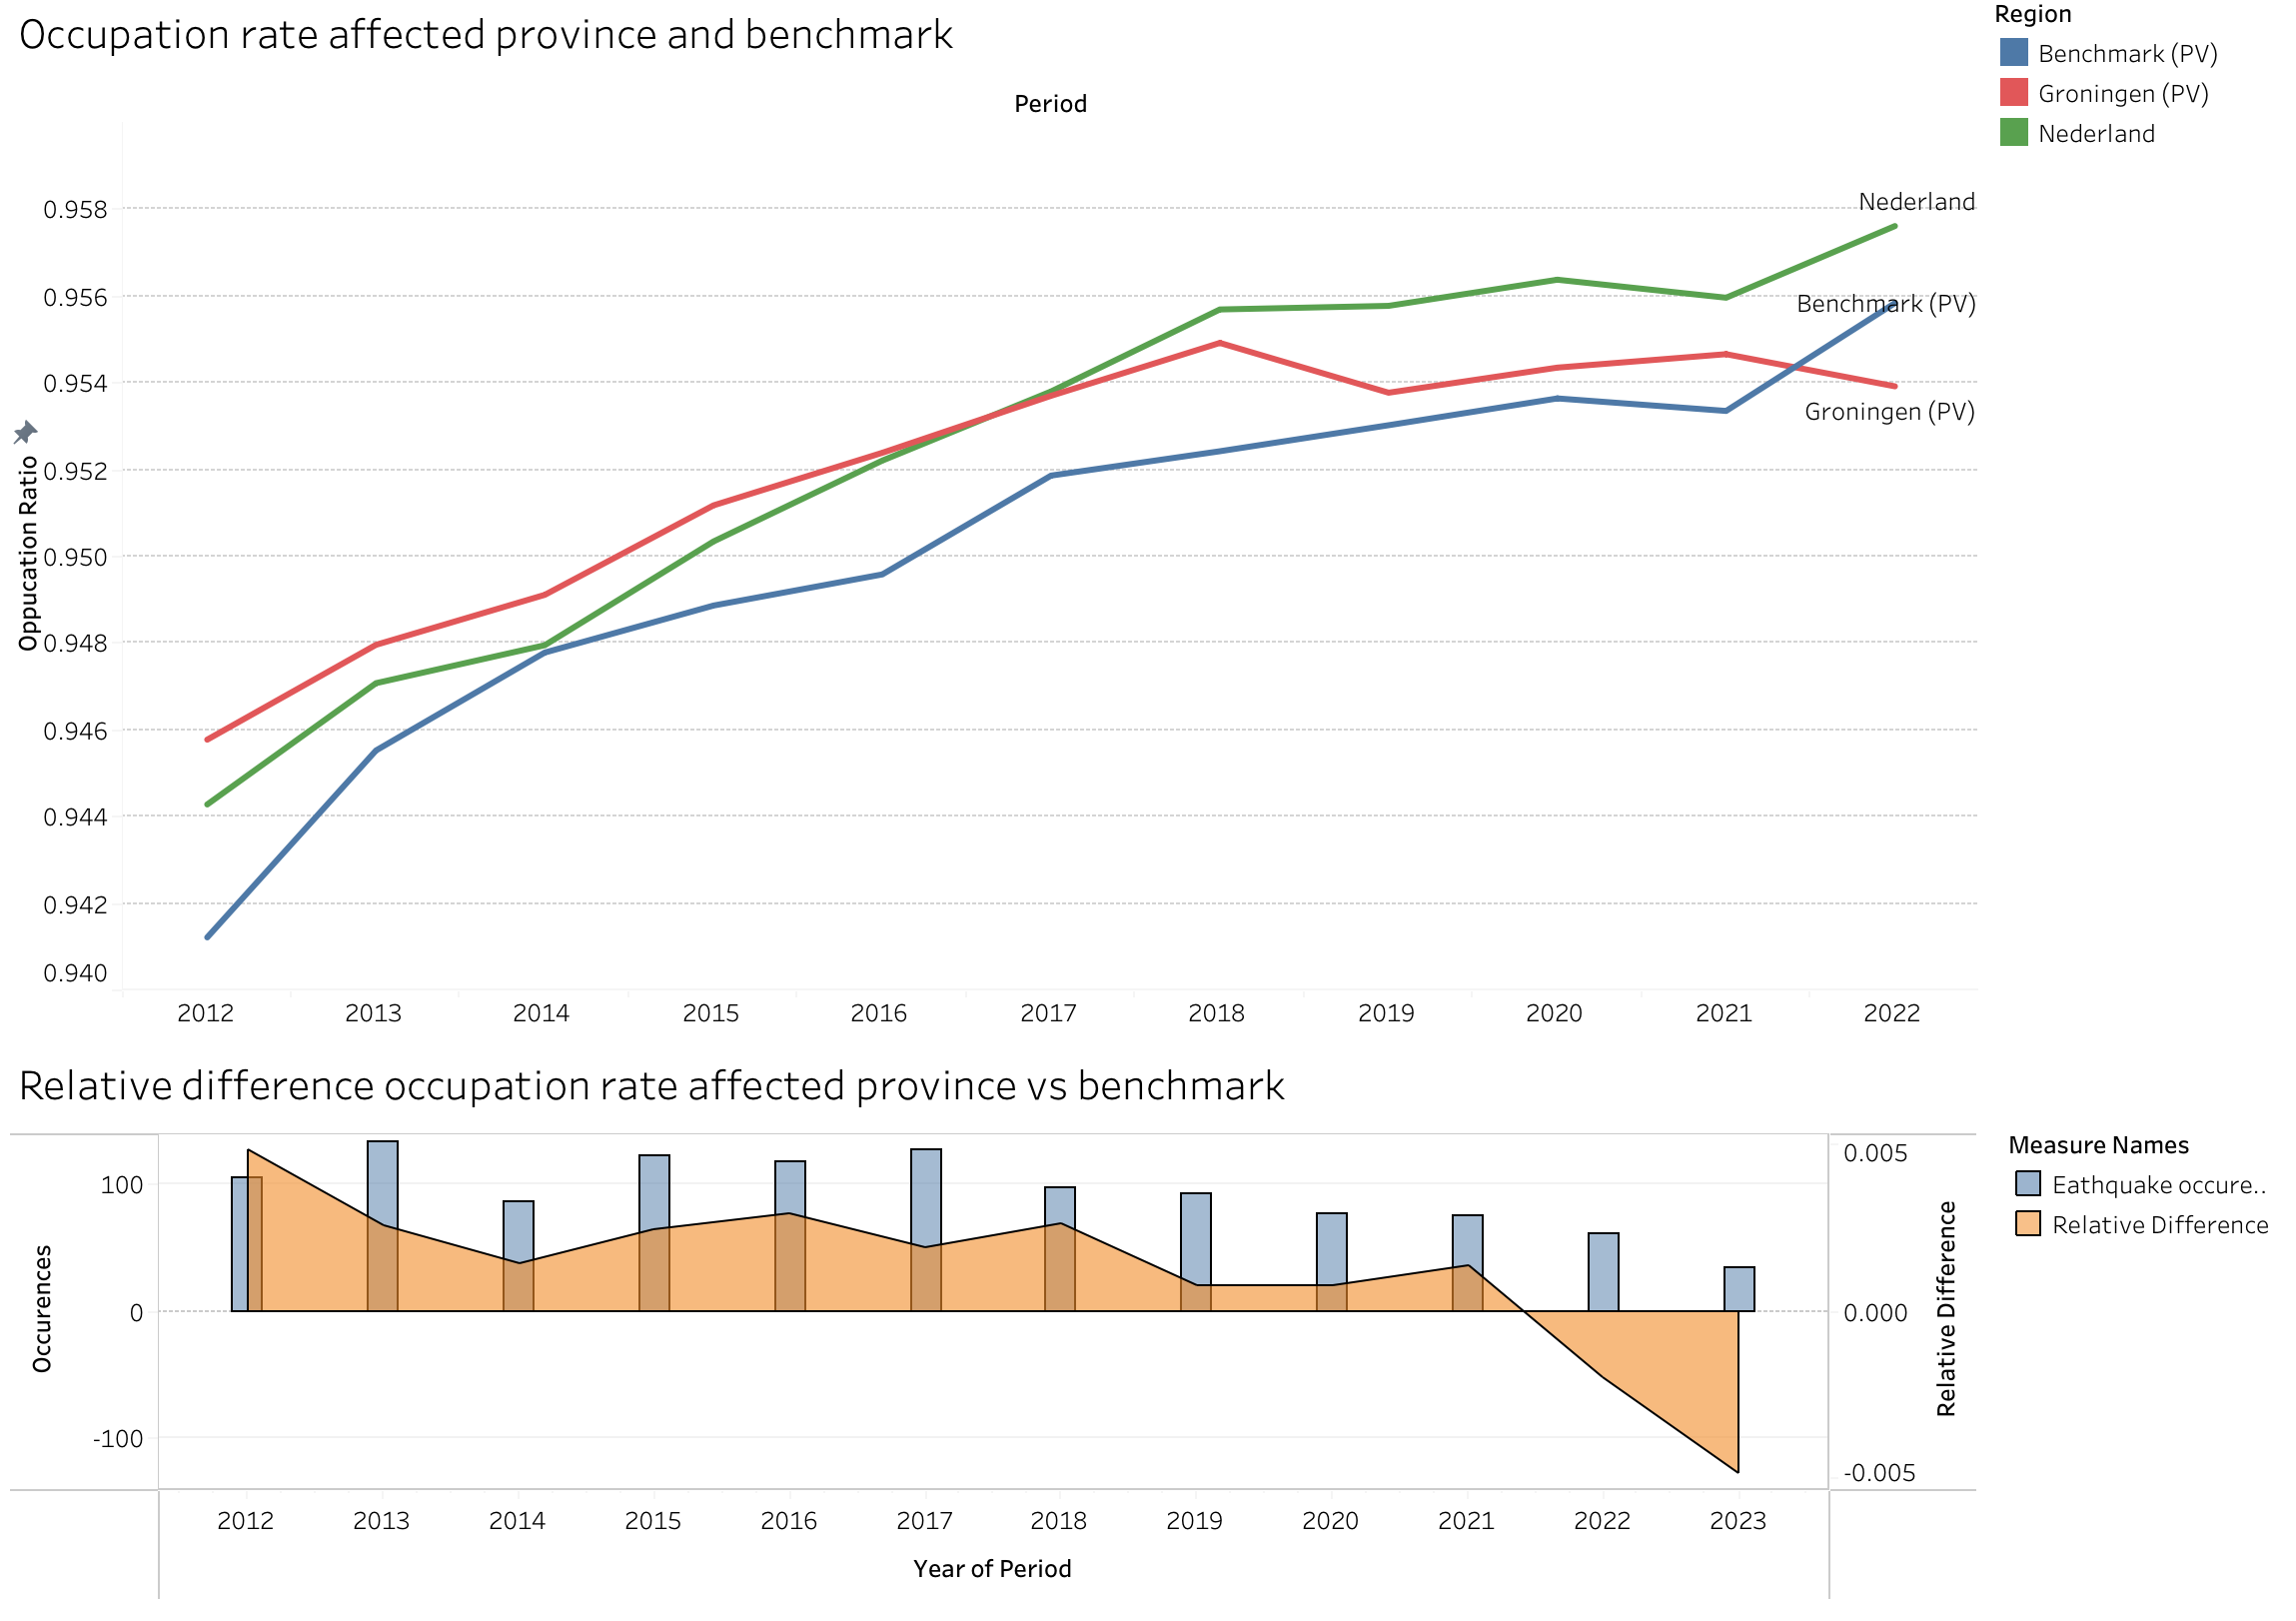 Occupation rate affected province and benchmark
Region
Benchmark (PV)
Groningen (PV)
Nederland
Period
0.958
0.956
0.954
0.952
0.950
0.948
0.946
0.944
0.942
0.940
Oppucation Ratio
Nederland
Benchmark (PV)
Groningen (PV)
2012 2013 2014 2015 2016 2017 2018 2019 2020 2021 2022
Relative difference occupation rate affected province vs benchmark
Measure Names
Eathquake occure..
Relative Difference
100
0
-100
Occurences
0.005
0.000
-0.005
Relative Difference
2012 2013 2014 2015 2016 2017 2018 2019 2020 2021 2022 2023
Year of Period